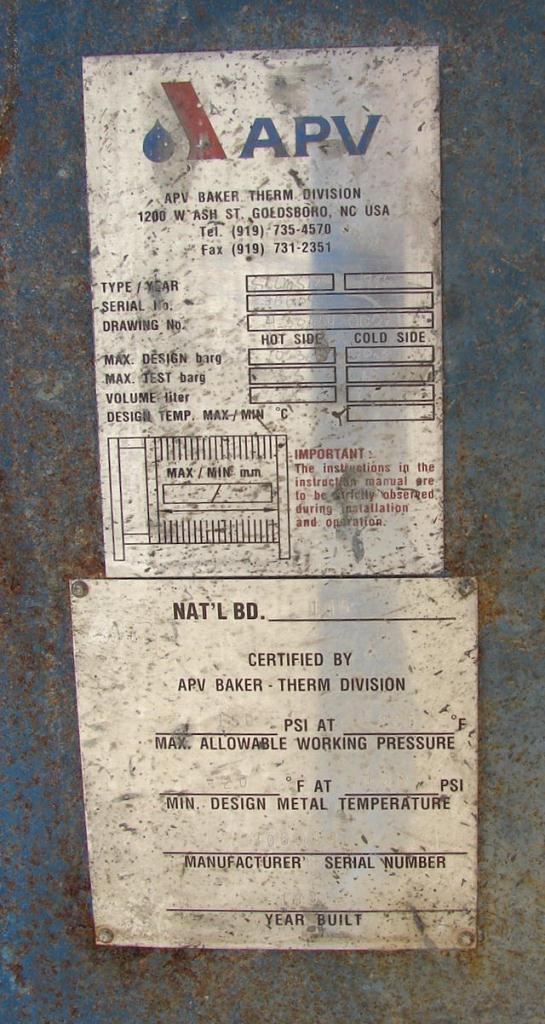 APV
APV BAKER THERM DIVISION
1200 W ASH ST. GOLDSBORO, NC USA
Tel. (919) 735-4570
Fax (919) 731-2351
TYPE / YEAR
SERIAL No.
DRAWING No.
HOT SIDE COLD SIDE
MAX. DESIGN barg
MAX. TEST barg
VOLUME liter
DESIGN TEMP. MAX / MIN °C
MAX / MIN mm
/
IMPORTANT:
The instructions in the
instruction manual are
to be strictly observed
during installation
and operation.
NAT'L BD.
CERTIFIED BY
APV BAKER - THERM DIVISION
PSI AT °F
MAX. ALLOWABLE WORKING PRESSURE
°F AT PSI
MIN. DESIGN METAL TEMPERATURE
MANUFACTURER' SERIAL NUMBER
YEAR BUILT